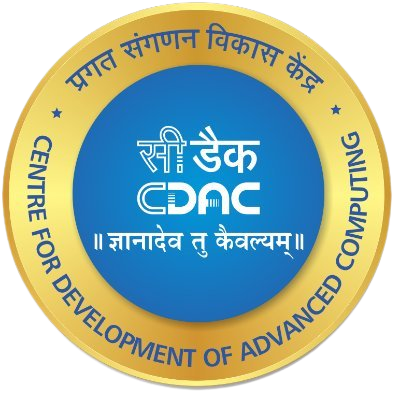 प्रगत संगणन विकास केंद्र
सी डैक
CDAC
॥ ज्ञानादेव तु कैवल्यम्॥
CENTRE FOR DEVELOPMENT OF ADVANCED COMPUTING